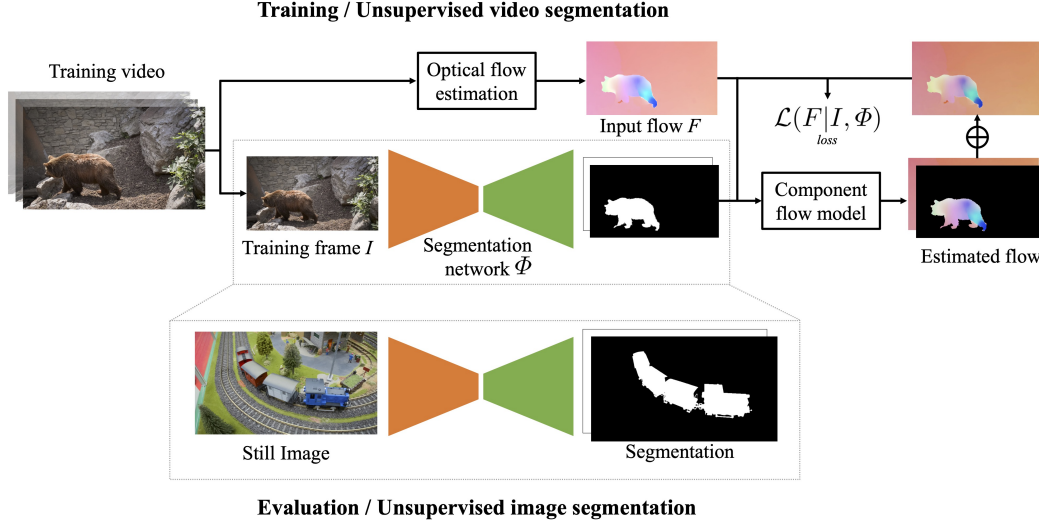 Training / Unsupervised video segmentation
Training video
Optical flow
estimation
Input flow F
ℒ(F|I, Φ)
loss
Training frame I
Segmentation
network Φ
Component
flow model
Estimated flow
Still Image
Segmentation
Evaluation / Unsupervised image segmentation